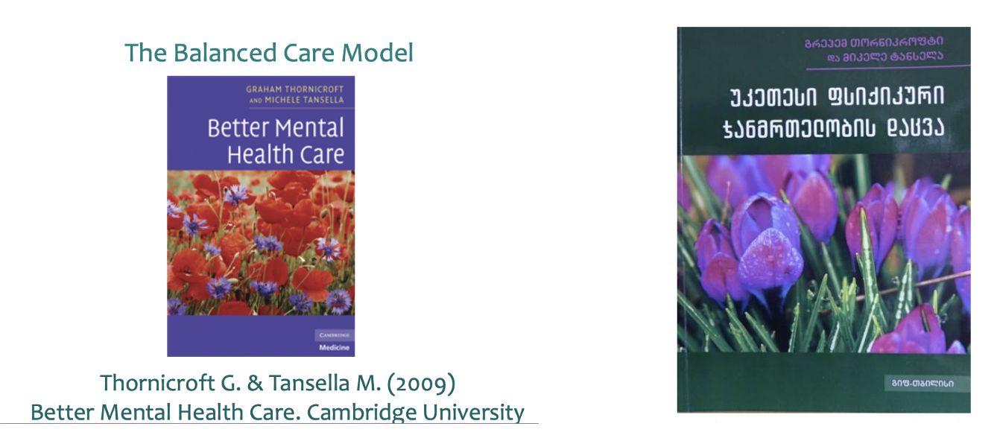 The Balanced Care Model
GRAHAM THORNICROFT
AND MICHELE TANSELLA
Better Mental
Health Care
CAMBRIDGE
Medicine
Thornicroft G. & Tansella M. (2009)
Better Mental Health Care. Cambridge University
გრეჰემ თორნიკროფტი
და მიკელე ტანსელა
უკეთესი ფსიქიკური
ჯანმრთელობის დაცვა
გიფ-თბილისი